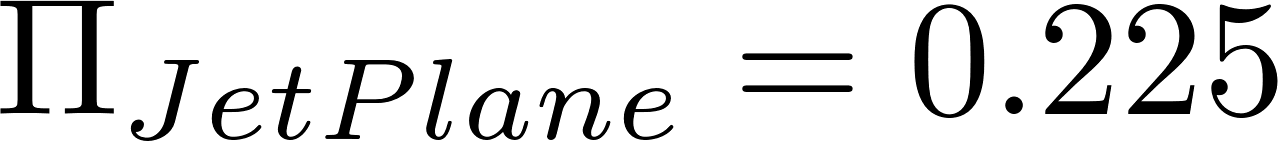 Π_{JetPlane} = 0.225